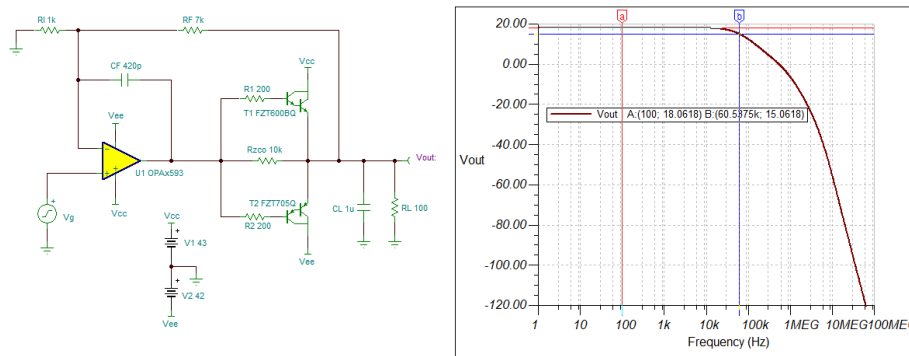 RI 1k
RF 7k
CF 420p
Vcc
R1 200
T1 FZT600BQ
Vee
U1 OPAx593
Rzco 10k
Vout
Vcc
Vg
T2 FZT705Q
R2 200
CL 1u
RL 100
Vcc
V1 43
Vee
V2 42
Vee
a
b
20.00
0.00
-20.00
Vout A:(100; 18.0618) B:(60.5375k; 15.0618)
Vout
-40.00
-60.00
-80.00
-100.00
-120.00
1 10 100 1k 10k 100k 1MEG 10MEG 100MEG
Frequency (Hz)